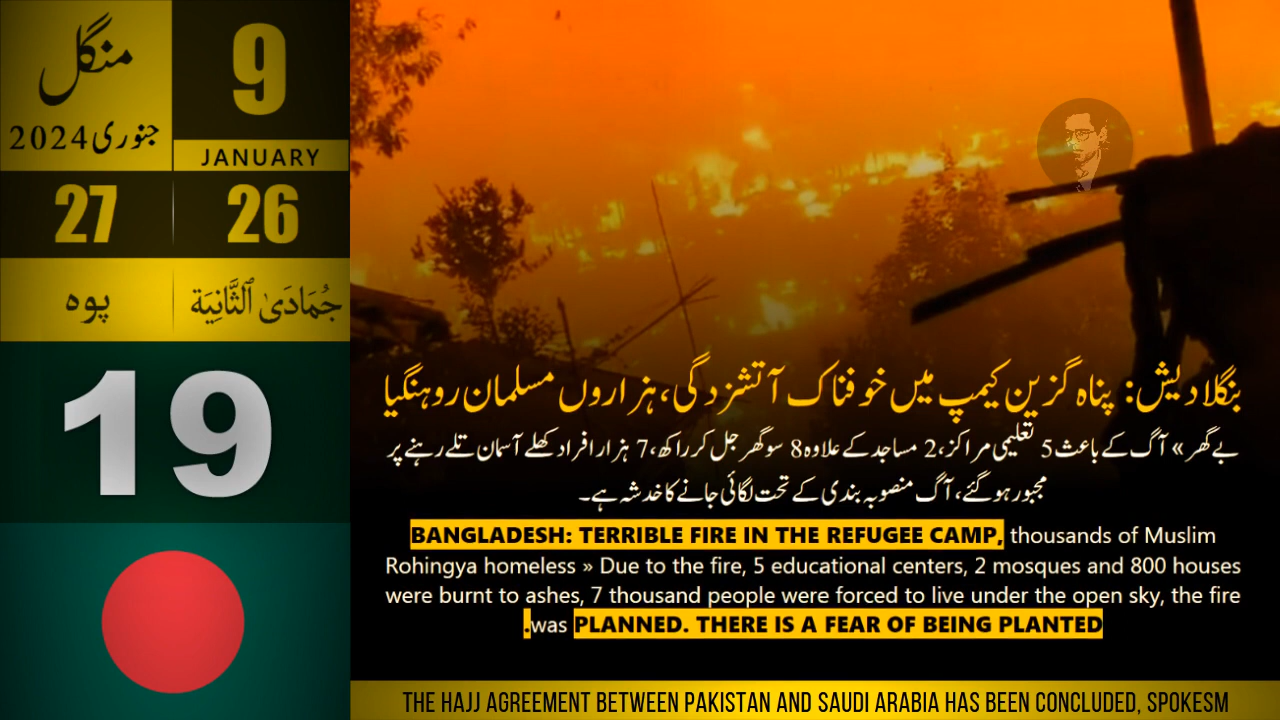 منگل
جنوری 2024
9
JANUARY
27
26
پوہ
جُمَادَىٰ ٱلثَّانِيَة
19
بنگلادیش: پناہ گزین کیمپ میں خوفناک آتشزدگی، ہزاروں مسلمان روہنگیا
بے گھر » آگ کے باعث 5 تعلیمی مراکز، 2 مساجد کے علاوہ 8 سو گھر جل کر راکھ، 7 ہزار افراد کھلے آسمان تلے رہنے پر
مجبور ہو گئے، آگ منصوبہ بندی کے تحت لگائی جانے کا خدشہ ہے۔
BANGLADESH: TERRIBLE FIRE IN THE REFUGEE CAMP, thousands of Muslim
Rohingya homeless » Due to the fire, 5 educational centers, 2 mosques and 800 houses
were burnt to ashes, 7 thousand people were forced to live under the open sky, the fire
.was PLANNED. THERE IS A FEAR OF BEING PLANTED
THE HAJJ AGREEMENT BETWEEN PAKISTAN AND SAUDI ARABIA HAS BEEN CONCLUDED, SPOKESM